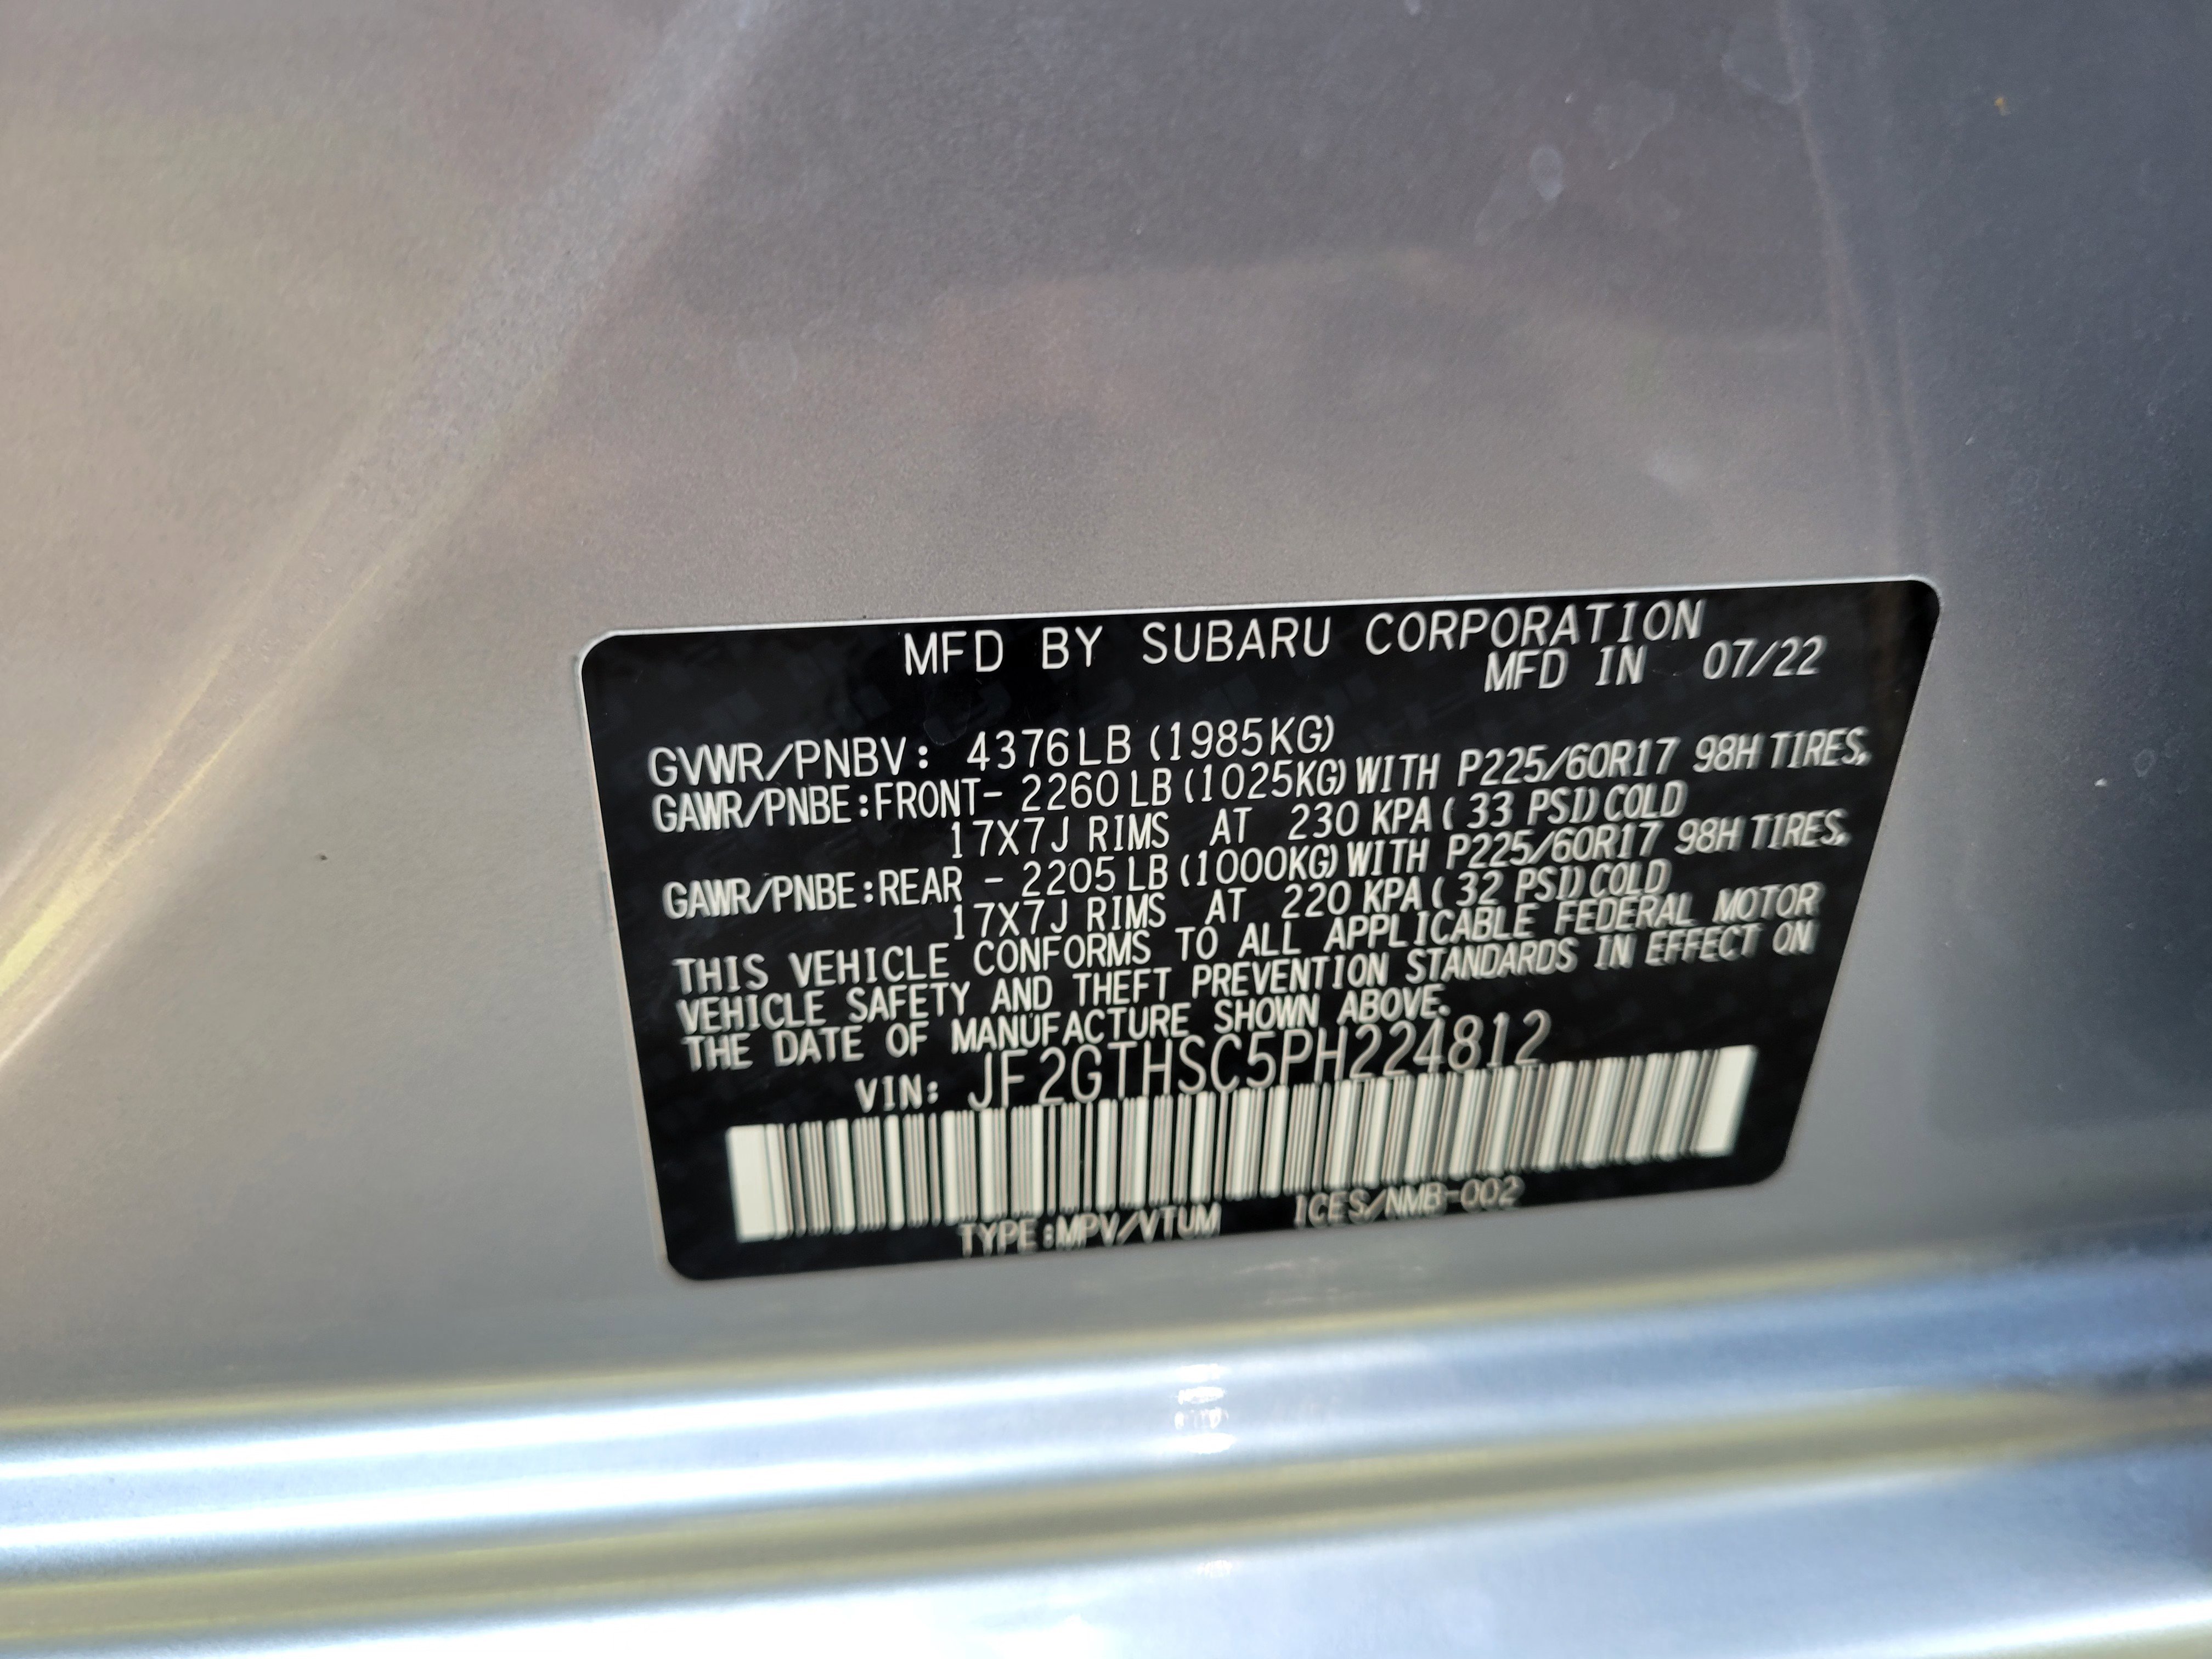 MFD BY SUBARU CORPORATION
MFD IN 07/22
GVWR/PNBV: 4376LB (1985KG)
GAWR/PNBE:FRONT- 2260LB (1025KG) WITH P225/60R17 98H TIRES,
17X7J RIMS AT 230 KPA( 33 PSI)COLD
GAWR/PNBE:REAR - 2205LB (1000KG) WITH P225/60R17 98H TIRES,
17X7J RIMS AT 220 KPA( 32 PSI)COLD
THIS VEHICLE CONFORMS TO ALL APPLICABLE FEDERAL MOTOR
VEHICLE SAFETY AND THEFT PREVENTION STANDARDS IN EFFECT ON
THE DATE OF MANUFACTURE SHOWN ABOVE.
VIN: JF2GTHSC5PH224812
TYPE:MPV/VTUM ICES/NMB-002